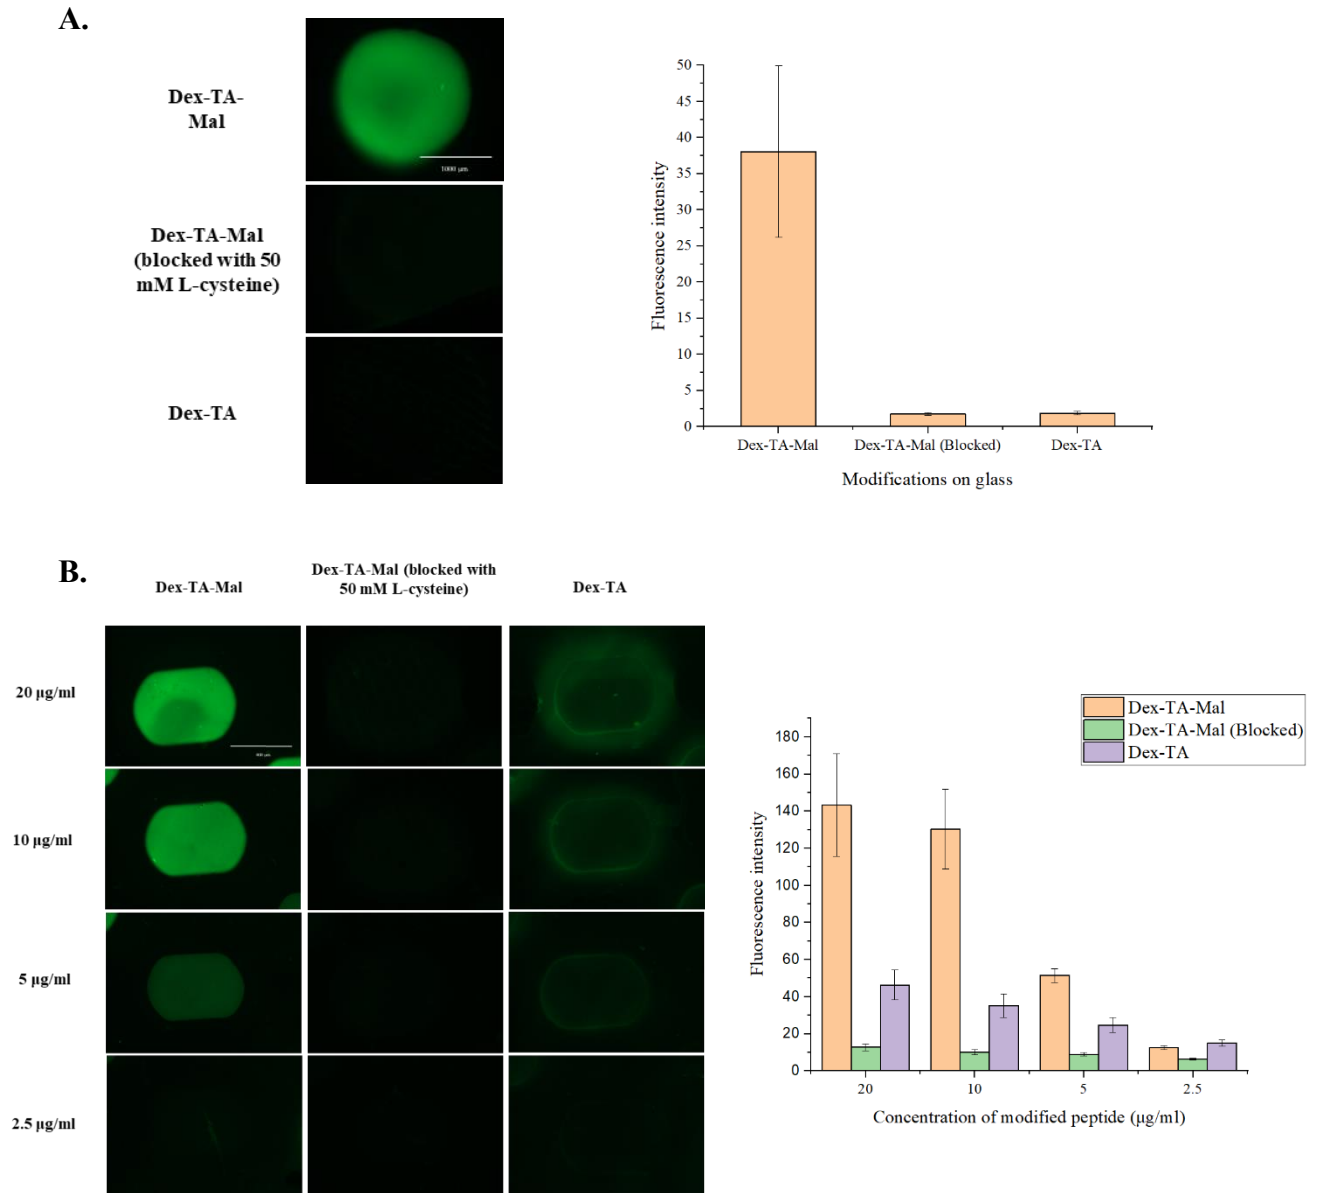 A.
Dex-TA-
Mal
1000 µm
Dex-TA-Mal
(blocked with 50
mM L-cysteine)
Dex-TA
50
45
40
35
30
25
20
15
10
5
0
Fluorescence intensity
Dex-TA-Mal
Dex-TA-Mal (Blocked)
Dex-TA
Modifications on glass
B.
Dex-TA-Mal
Dex-TA-Mal (blocked with
50 mM L-cysteine)
Dex-TA
20 µg/ml
10 µg/ml
5 µg/ml
2.5 µg/ml
Dex-TA-Mal
Dex-TA-Mal (Blocked)
Dex-TA
180
160
140
120
100
80
60
40
20
0
Fluorescence intensity
20
10
5
2.5
Concentration of modified peptide (µg/ml)